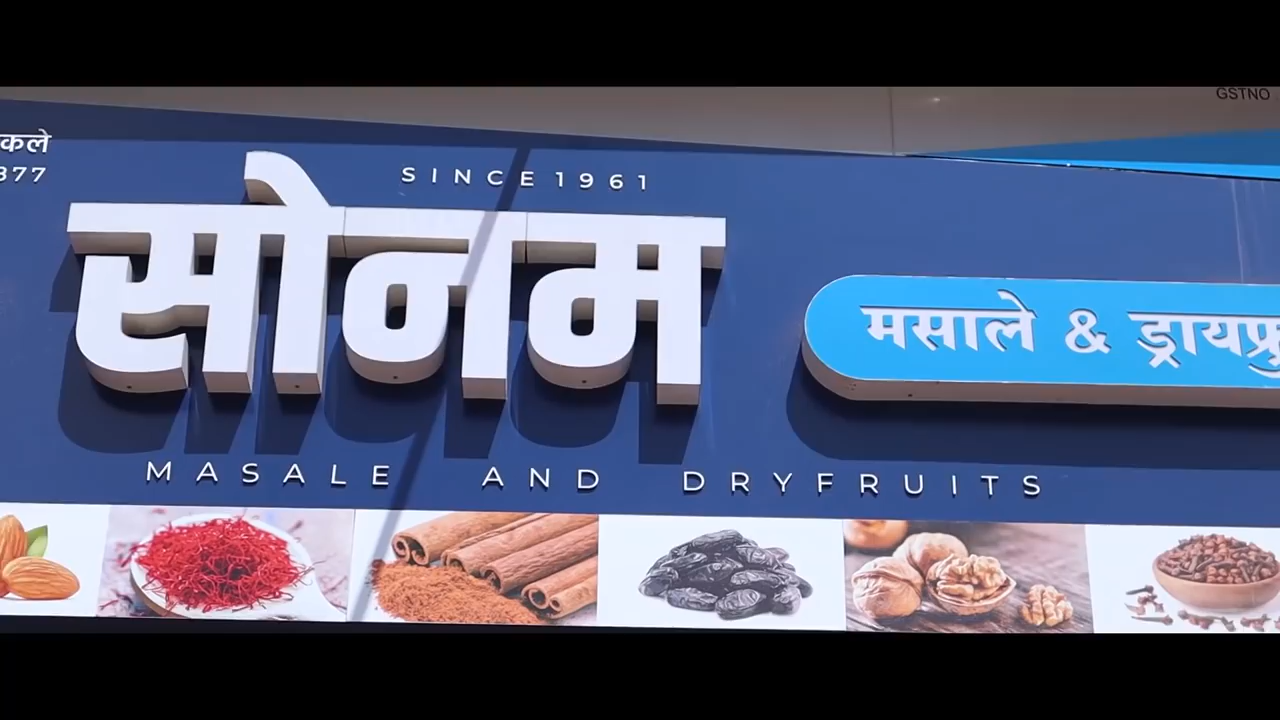 GSTNO
कले
377
SINCE 1961
सोनम
मसाले & ड्रायफ्रु
MASALE AND DRYFRUITS